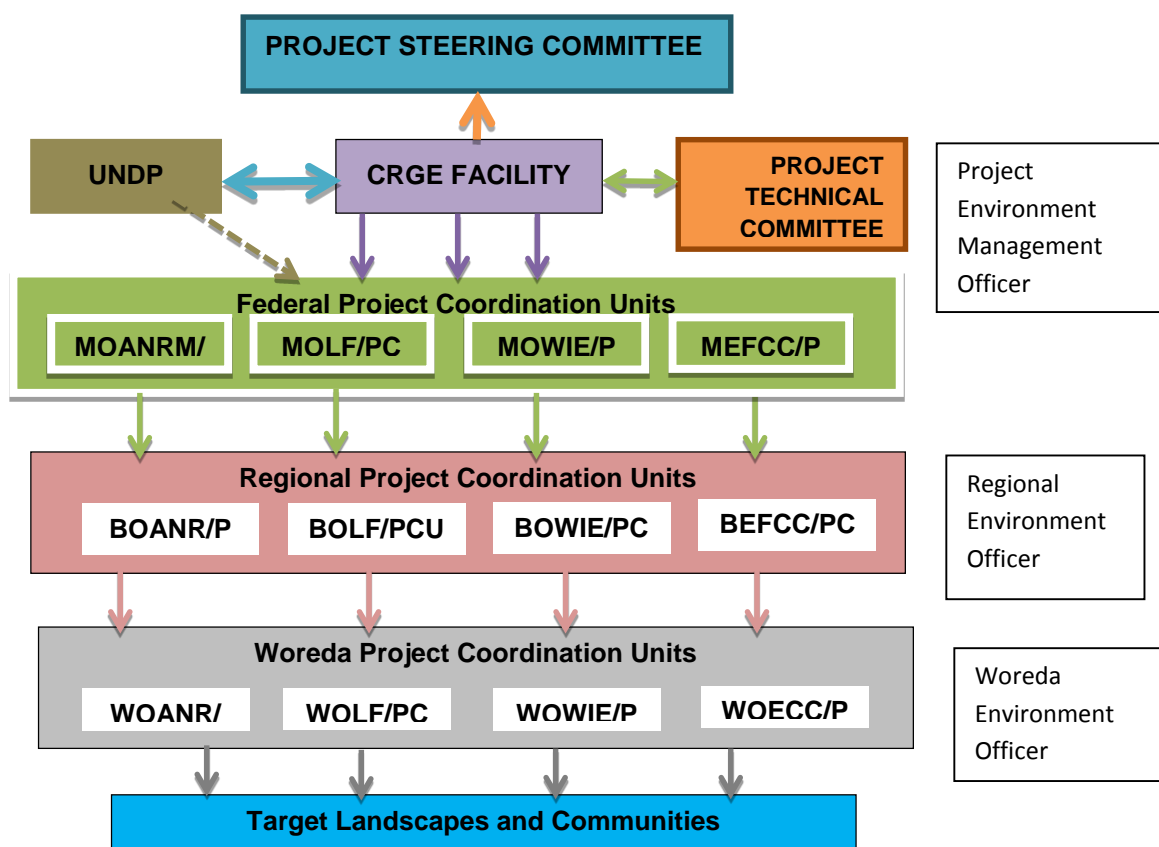 PROJECT STEERING COMMITTEE
UNDP
CRGE FACILITY
PROJECT
TECHNICAL
COMMITTEE
Project
Environment
Management
Officer
Federal Project Coordination Units
MOANRM/
MOLF/PC
MOWIE/P
MEFCC/P
Regional Project Coordination Units
BOANR/P
BOLF/PCU
BOWIE/PC
BEFCC/PC
Regional
Environment
Officer
Woreda Project Coordination Units
WOANR/
WOLF/PC
WOWIE/P
WOECC/P
Woreda
Environment
Officer
Target Landscapes and Communities